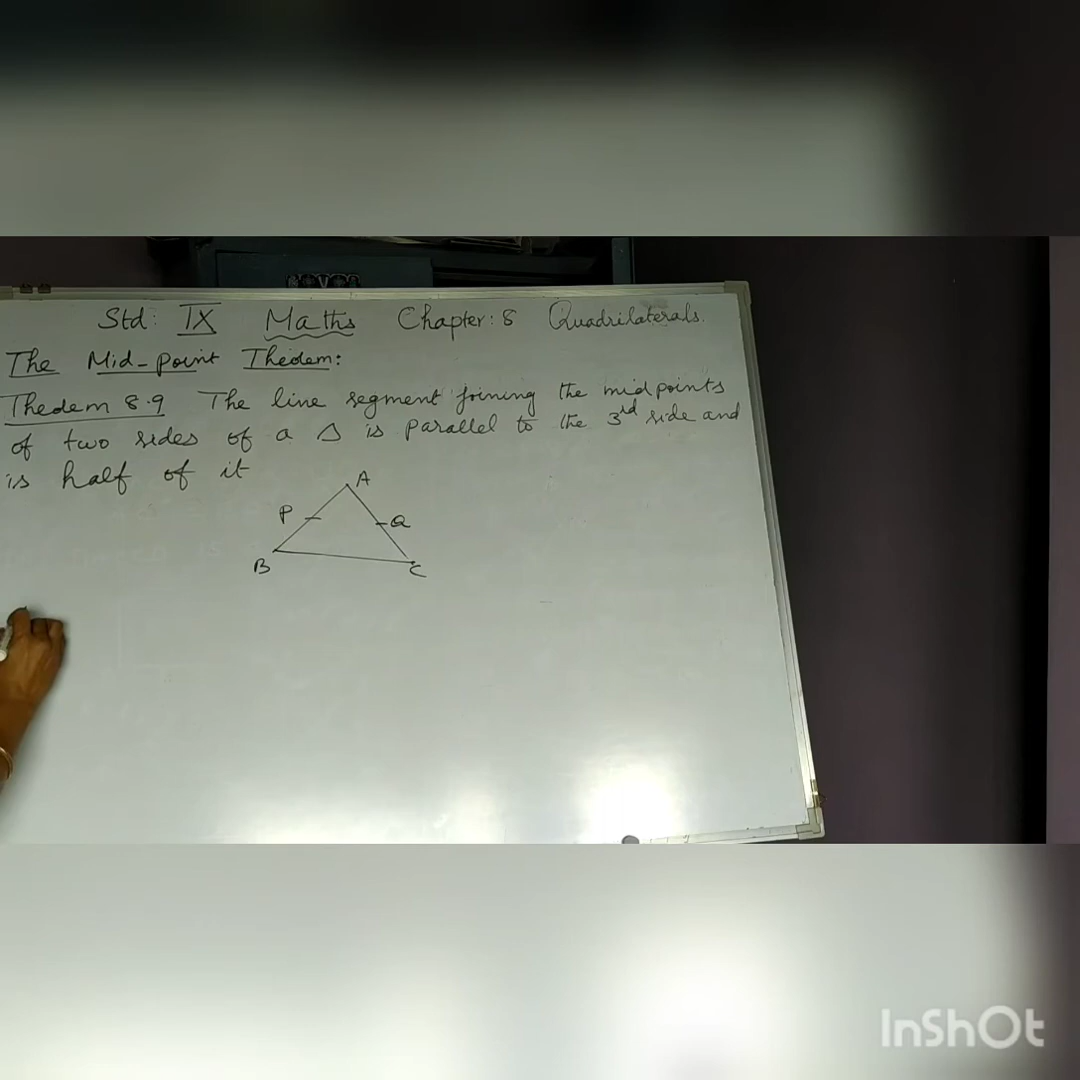 Std: IX Maths Chapter: 8 Quadrilaterals.
The Mid-point Theorem:
Theorem 8.9 The line segment joining the midpoints
of two sides of a Δ is parallel to the 3rd side and
is half of it
A
P Q
B C
InShOt